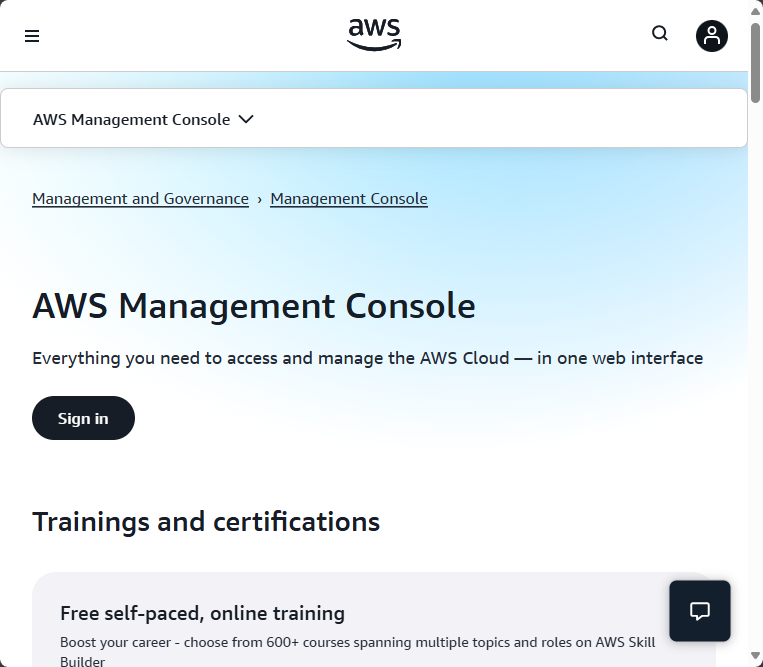 aws
AWS Management Console
Management and Governance › Management Console
AWS Management Console
Everything you need to access and manage the AWS Cloud — in one web interface
Sign in
Trainings and certifications
Free self-paced, online training
Boost your career - choose from 600+ courses spanning multiple topics and roles on AWS Skill
Builder